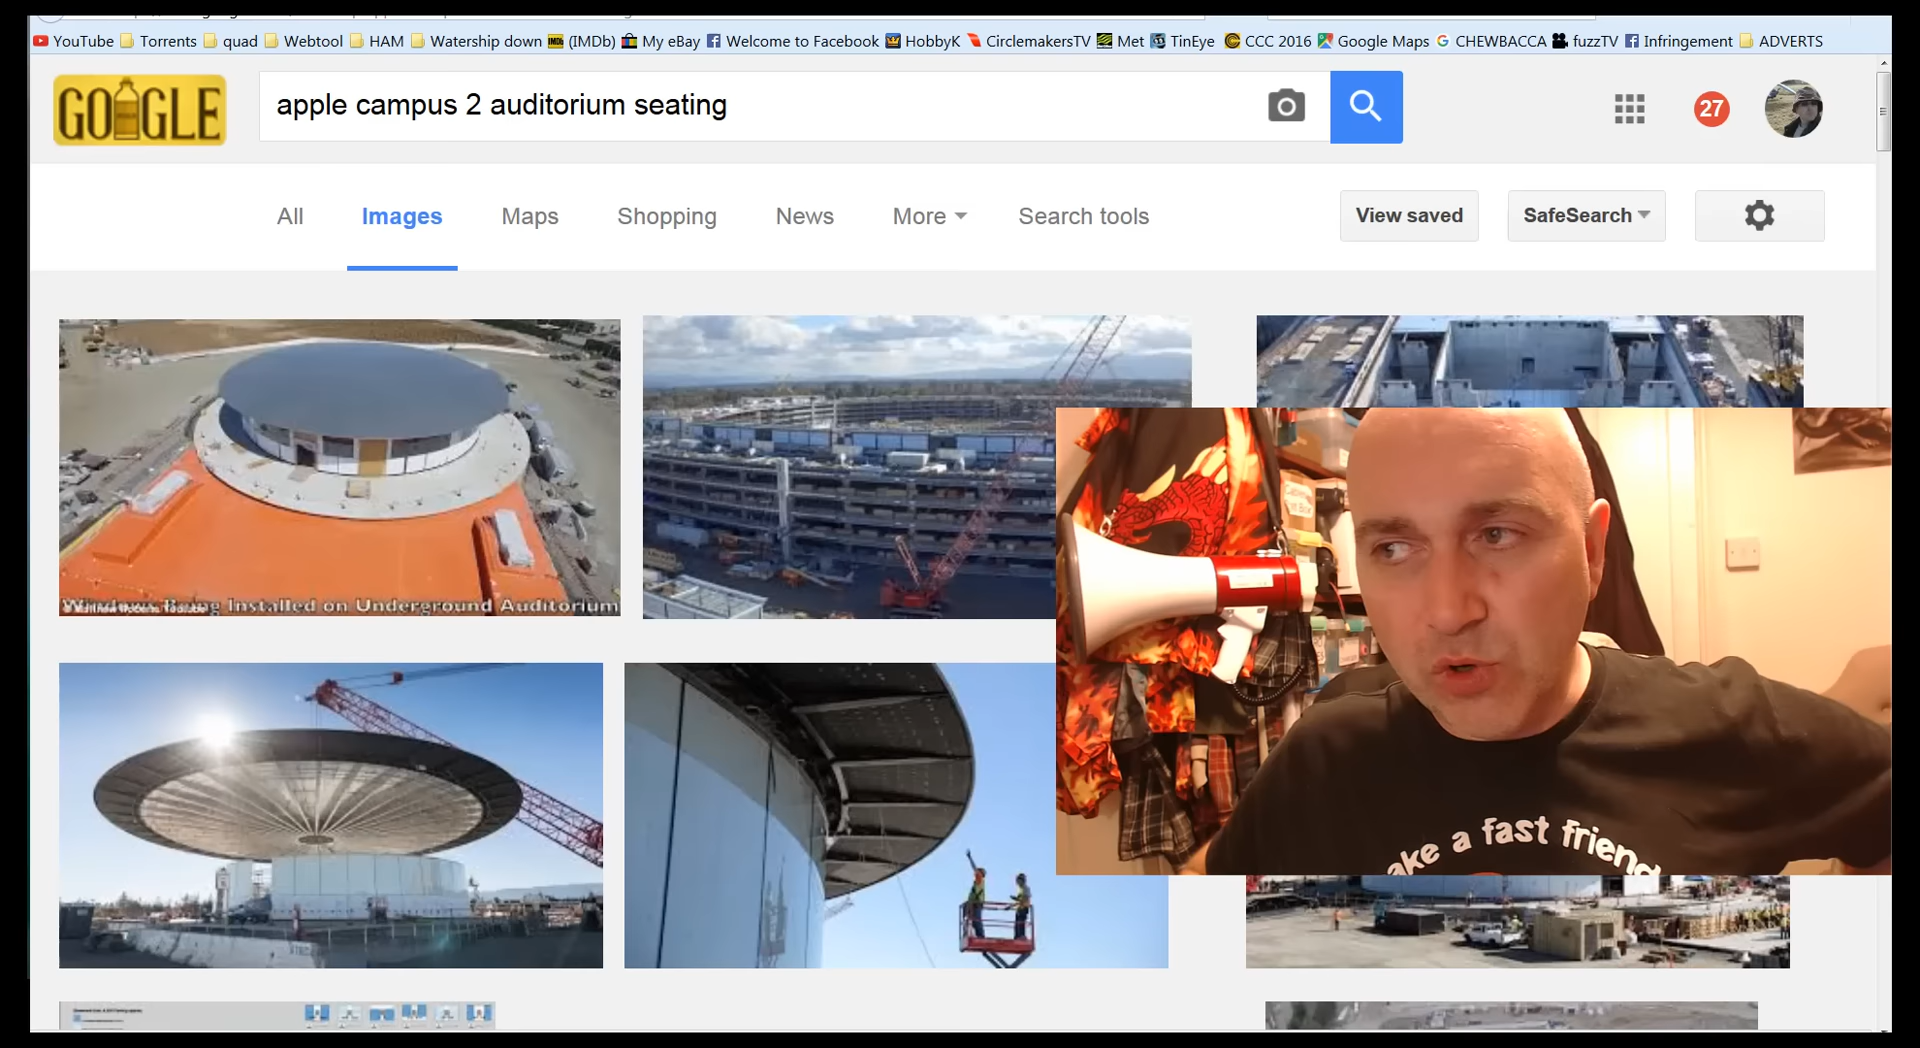 YouTube Torrents quad Webtool HAM Watership down IMDb (IMDb) My eBay Welcome to Facebook HobbyK CirclemakersTV Met TinEye CCC 2016 Google Maps CHEWBACCA fuzzTV Infringement ADVERTS
GOOGLE
apple campus 2 auditorium seating
27
All Images Maps Shopping News More Search tools View saved SafeSearch
Being Installed on Underground Auditorium
ake a fast friend